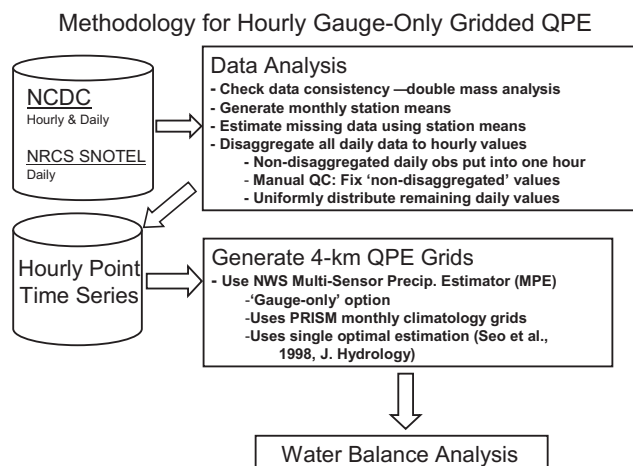 Methodology for Hourly Gauge-Only Gridded QPE
NCDC
Hourly & Daily
NRCS SNOTEL
Daily
Data Analysis
- Check data consistency —double mass analysis
- Generate monthly station means
- Estimate missing data using station means
- Disaggregate all daily data to hourly values
- Non-disaggregated daily obs put into one hour
- Manual QC: Fix ‘non-disaggregated’ values
- Uniformly distribute remaining daily values
Hourly Point
Time Series
Generate 4-km QPE Grids
- Use NWS Multi-Sensor Precip. Estimator (MPE)
-‘Gauge-only’ option
-Uses PRISM monthly climatology grids
-Uses single optimal estimation (Seo et al.,
1998, J. Hydrology)
Water Balance Analysis